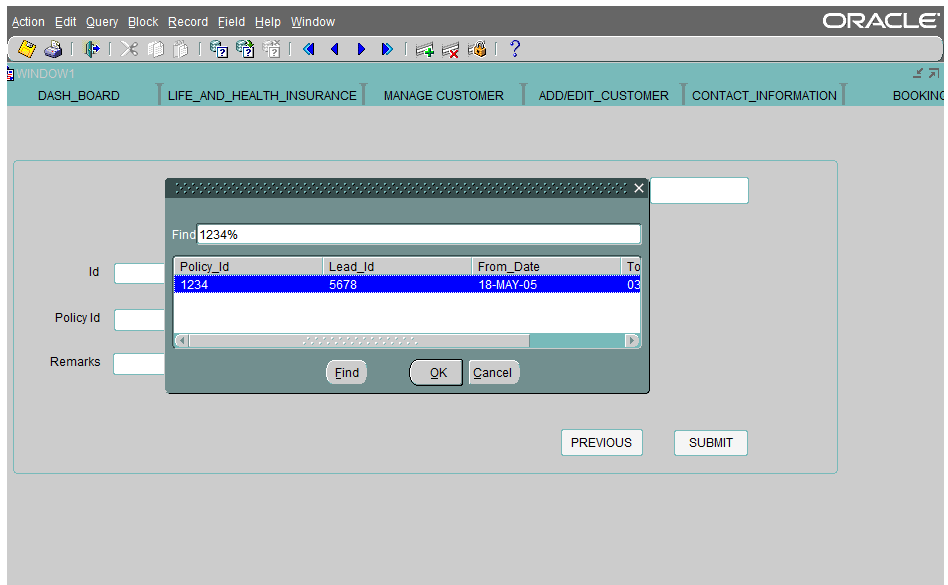 Action Edit Query Block Record Field Help Window ORACLE
WINDOW1
DASH_BOARD LIFE_AND_HEALTH_INSURANCE MANAGE CUSTOMER ADD/EDIT_CUSTOMER CONTACT_INFORMATION BOOKING
Find 1234%
Policy_Id Lead_Id From_Date To
1234 5678 18-MAY-05 03
Id
Policy Id
Remarks
Find OK Cancel
PREVIOUS SUBMIT